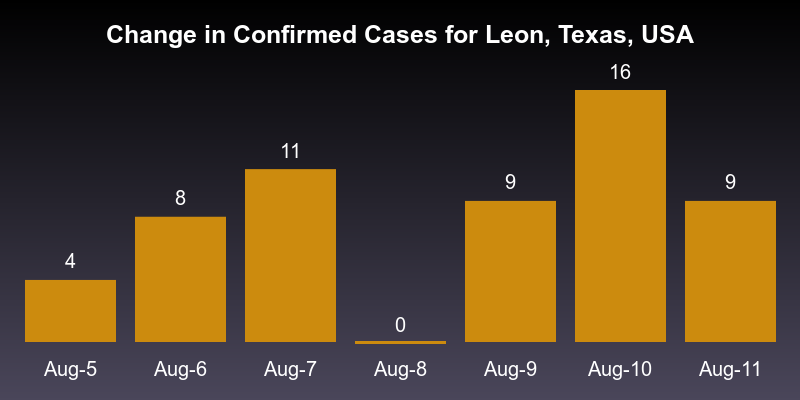 Change in Confirmed Cases for Leon, Texas, USA
4
8
11
0
9
16
9
Aug-5
Aug-6
Aug-7
Aug-8
Aug-9
Aug-10
Aug-11